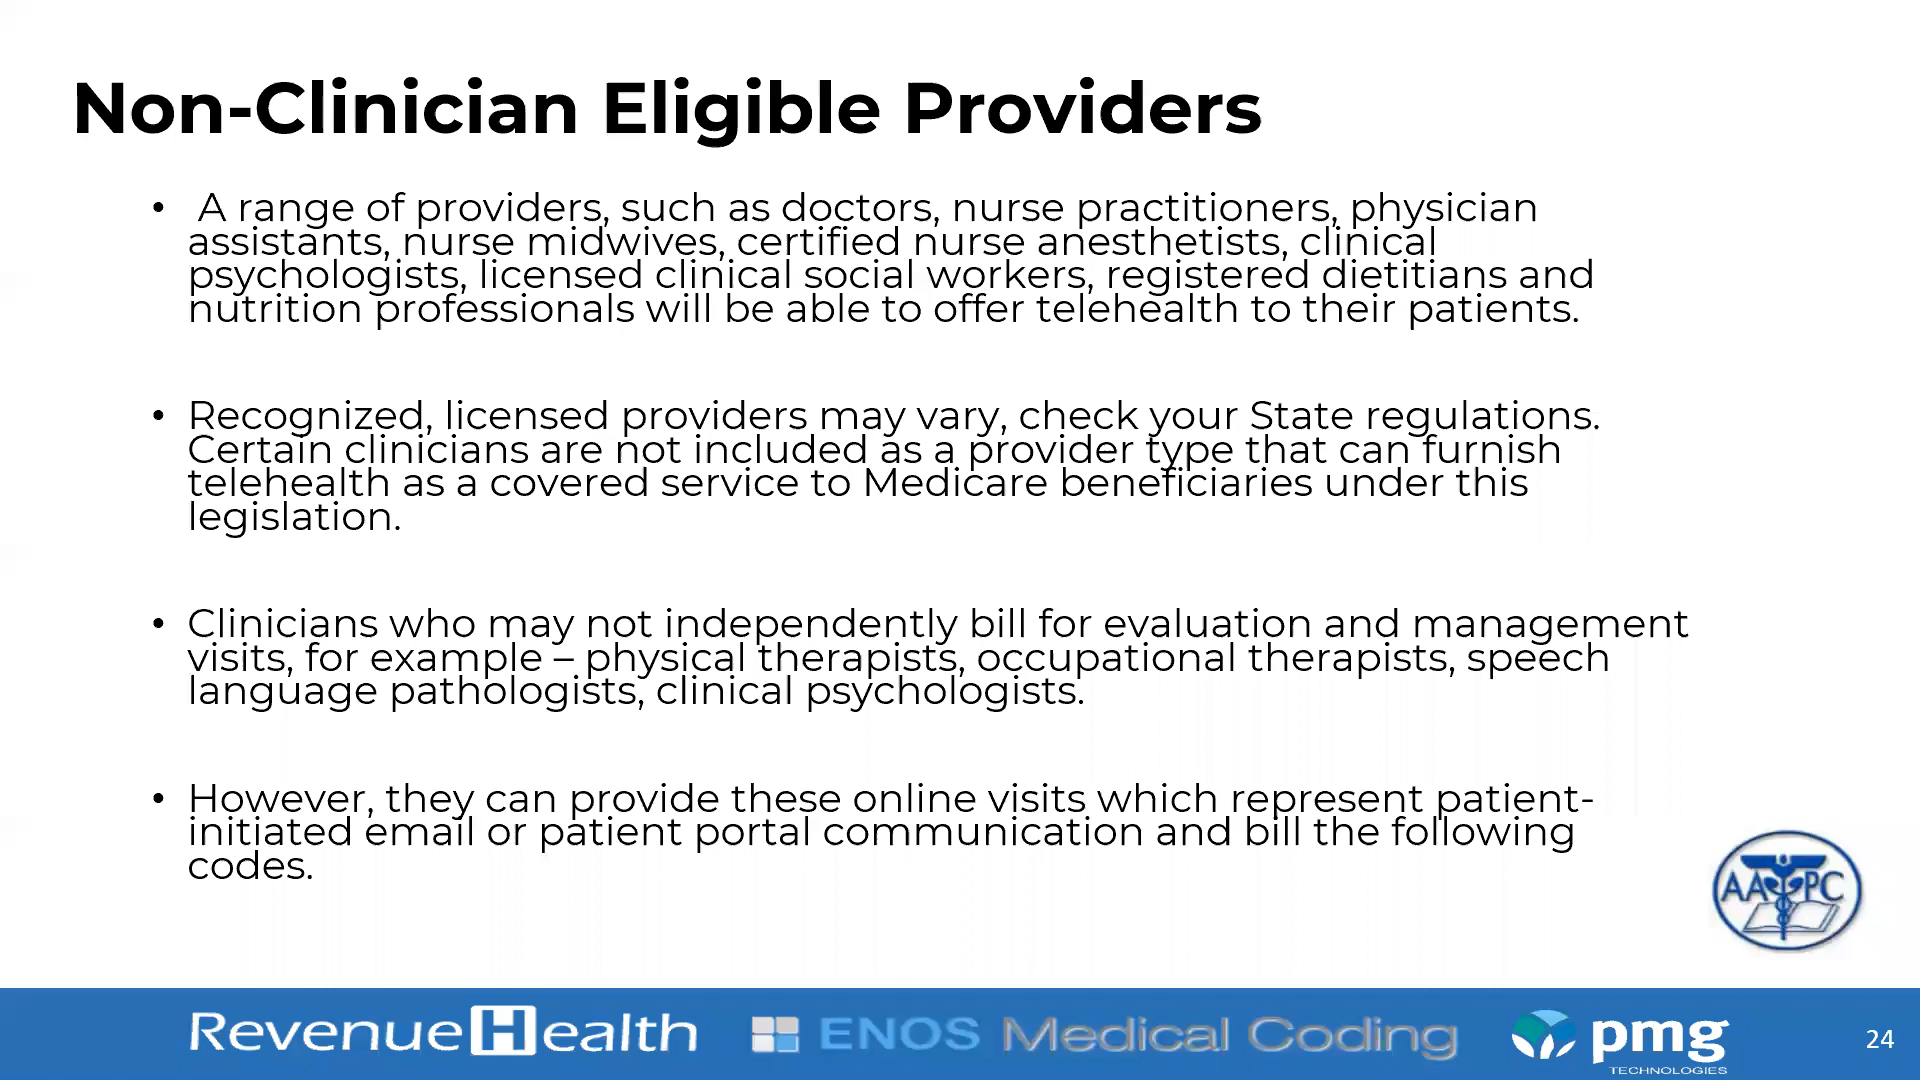 Non-Clinician Eligible Providers
• A range of providers, such as doctors, nurse practitioners, physician
assistants, nurse midwives, certified nurse anesthetists, clinical
psychologists, licensed clinical social workers, registered dietitians and
nutrition professionals will be able to offer telehealth to their patients.
• Recognized, licensed providers may vary, check your State regulations.
Certain clinicians are not included as a provider type that can furnish
telehealth as a covered service to Medicare beneficiaries under this
legislation.
• Clinicians who may not independently bill for evaluation and management
visits, for example – physical therapists, occupational therapists, speech
language pathologists, clinical psychologists.
• However, they can provide these online visits which represent patient-
initiated email or patient portal communication and bill the following
codes.
AAPC
RevenueHealth
ENOS Medical Coding
pmg
TECHNOLOGIES
24